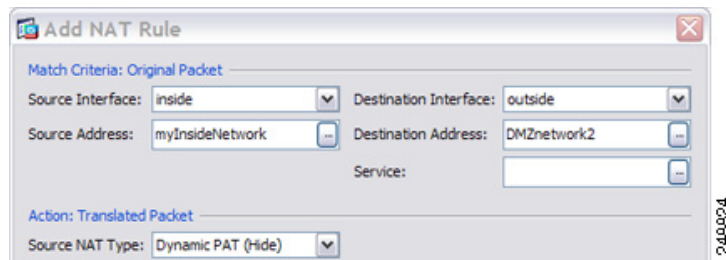 Add NAT Rule
Match Criteria: Original Packet
Source Interface: inside Destination Interface: outside
Source Address: myInsideNetwork ... Destination Address: DMZnetwork2 ...
Service: ...
Action: Translated Packet
Source NAT Type: Dynamic PAT (Hide)
248824